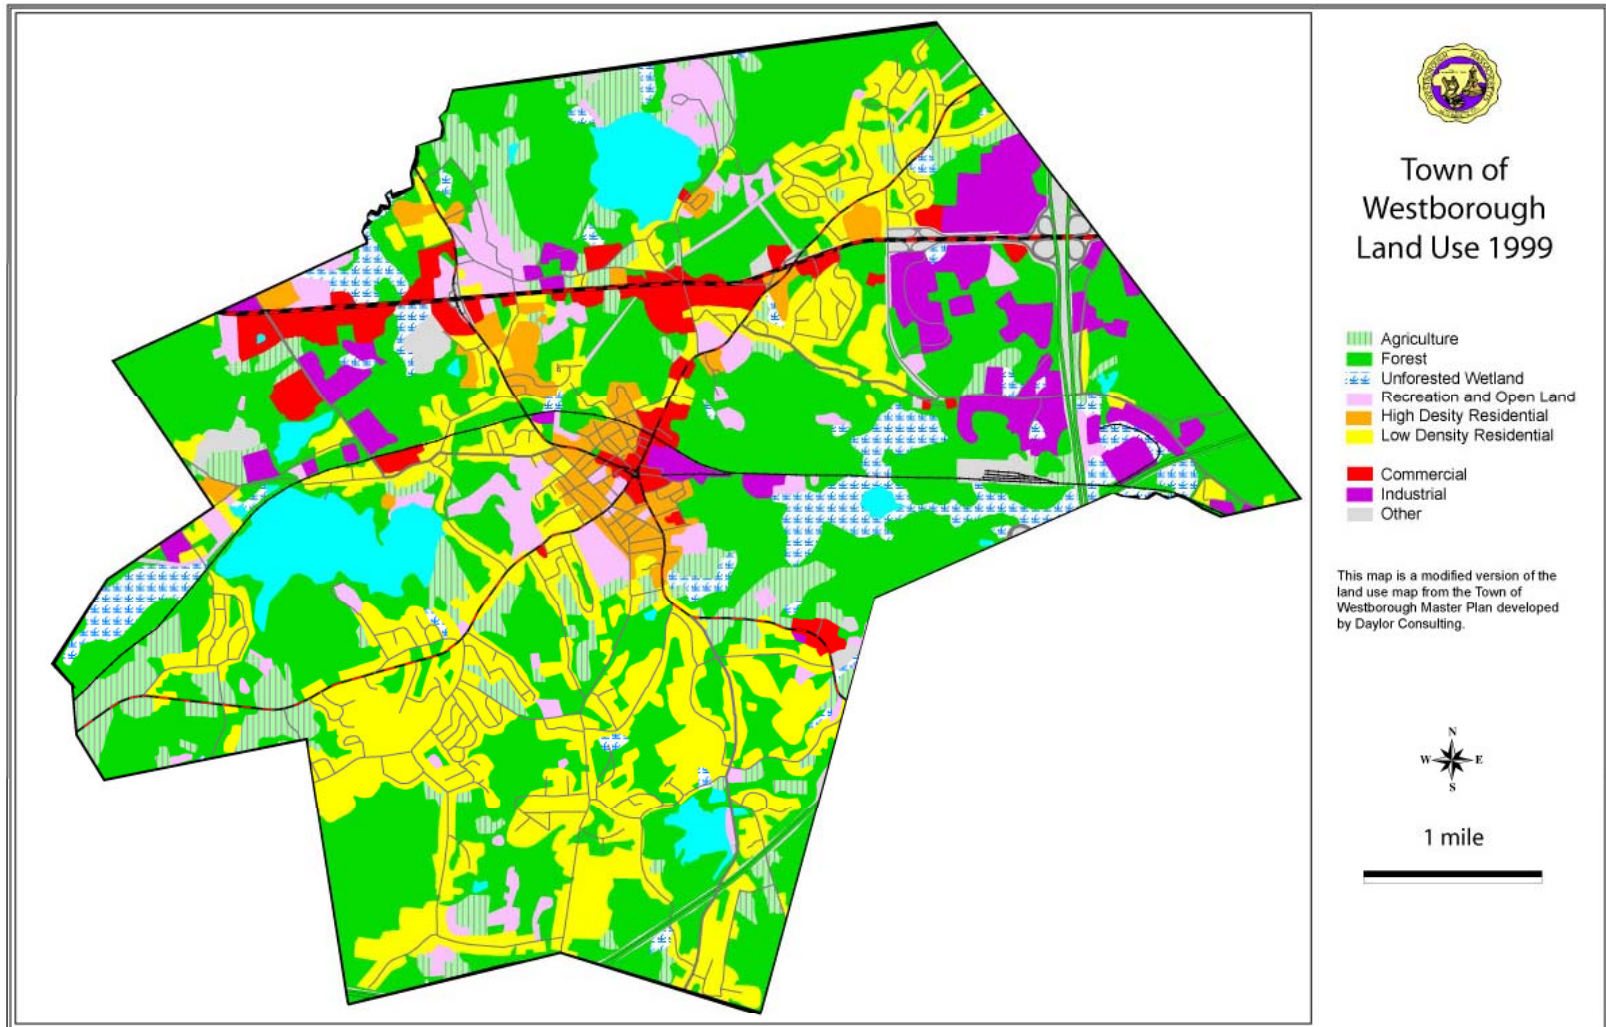 Town of
Westborough
Land Use 1999
Agriculture
Forest
Unforested Wetland
Recreation and Open Land
High Desity Residential
Low Density Residential
Commercial
Industrial
Other
This map is a modified version of the
land use map from the Town of
Westborough Master Plan developed
by Daylor Consulting.
N
W E
S
1 mile